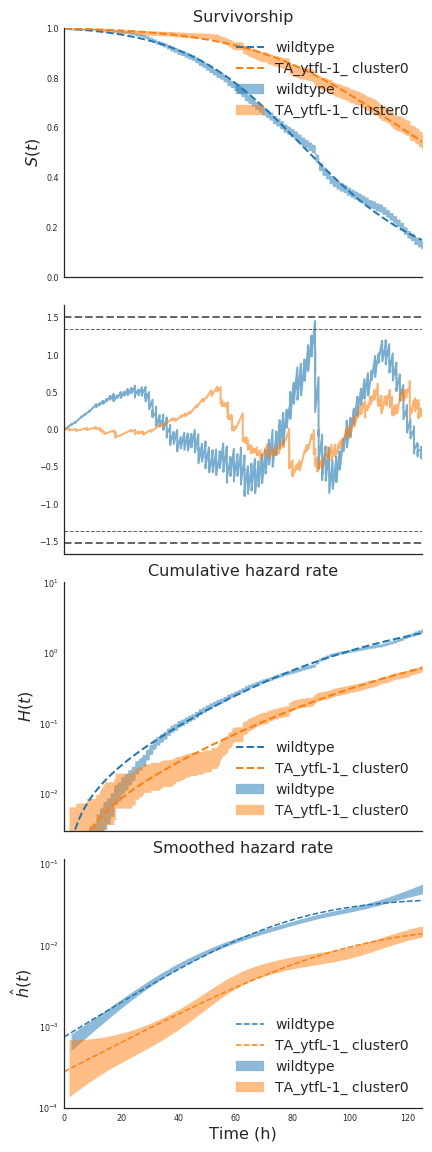 Survivorship
1.0
0.8
0.6
0.4
0.2
0.0
S(t)
wildtype
TA_ytfL-1_ cluster0
wildtype
TA_ytfL-1_ cluster0
1.5
1.0
0.5
0.0
−0.5
−1.0
−1.5
Cumulative hazard rate
10¹
10⁰
10⁻¹
10⁻²
H(t)
wildtype
TA_ytfL-1_ cluster0
wildtype
TA_ytfL-1_ cluster0
Smoothed hazard rate
10⁻¹
10⁻²
10⁻³
10⁻⁴
ĥ(t)
wildtype
TA_ytfL-1_ cluster0
wildtype
TA_ytfL-1_ cluster0
0 20 40 60 80 100 120
Time (h)